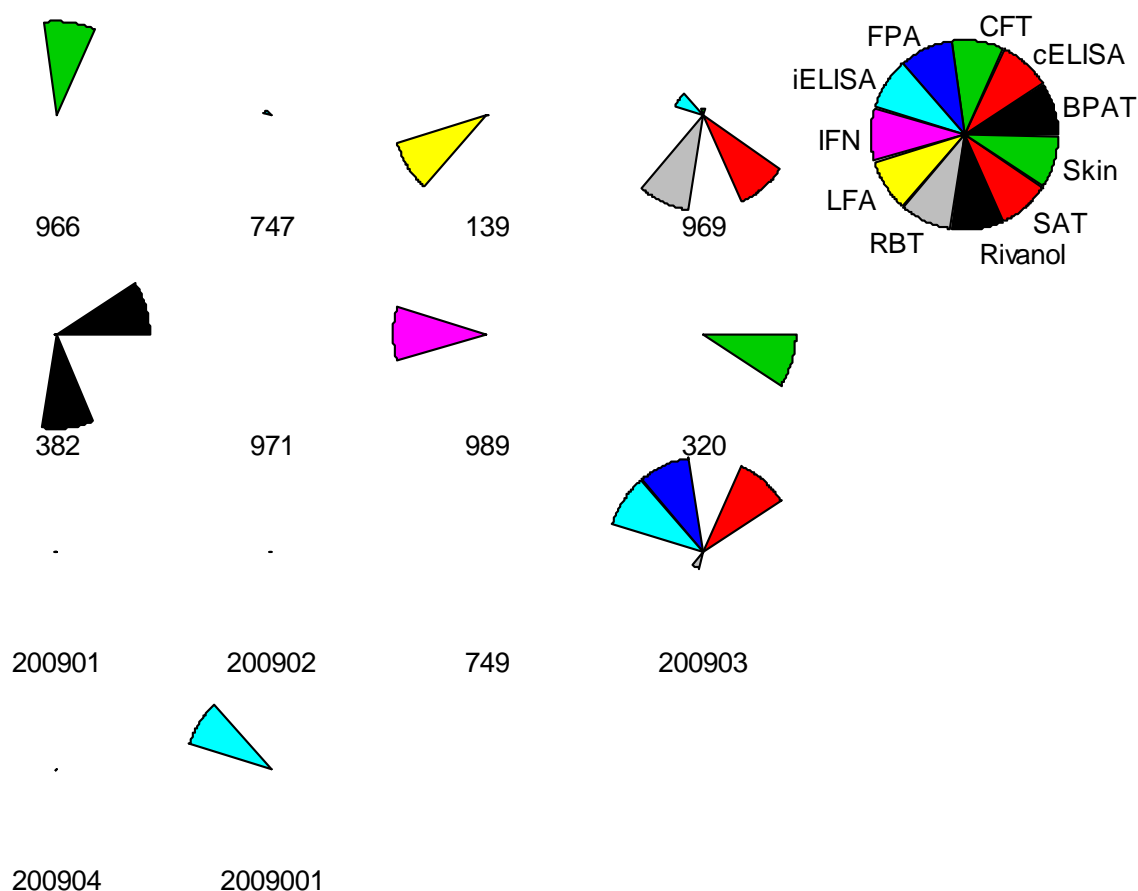 CFT
FPA
cELISA
iELISA
BPAT
IFN
Skin
LFA
SAT
RBT
Rivanol
966 747 139 969
382 971 989 320
200901 200902 749 200903
200904 2009001